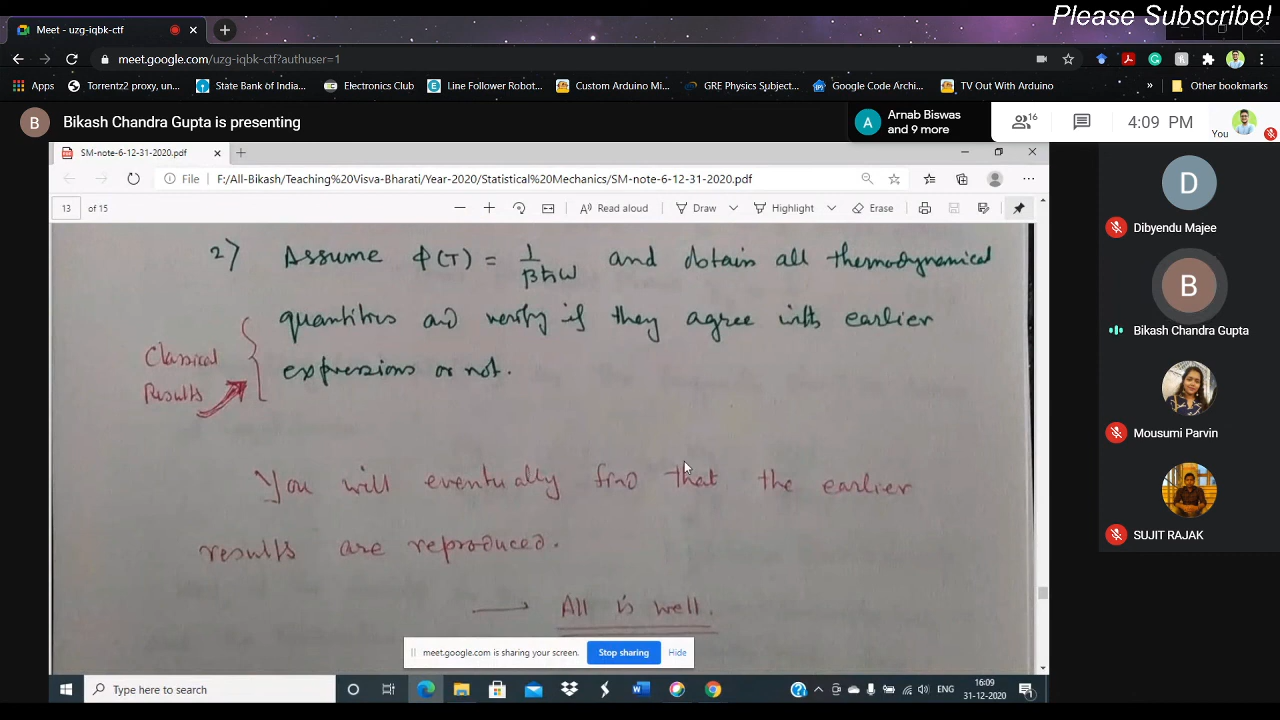 Please Subscribe!
Meet - uzg-iqbk-ctf
meet.google.com/uzg-iqbk-ctf?authuser=1
Apps Torrentz2 proxy, un... State Bank of India... Electronics Club Line Follower Robot... Custom Arduino Mi... GRE Physics Subject... Google Code Archi... TV Out With Arduino » Other bookmarks
B Bikash Chandra Gupta is presenting
A Arnab Biswas
and 9 more
16
4:09 PM
You
SM-note-6-12-31-2020.pdf
File F:/All-Bikash/Teaching%20Visva-Bharati/Year-2020/Statistical%20Mechanics/SM-note-6-12-31-2020.pdf
13 of 15 Read aloud Draw Highlight Erase
2) Assume Φ(T) = 1/βħω and obtain all thermodynamical
quantities and verify if they agree with earlier
expressions or not.
Classical
Results
You will eventually find that the earlier
results are reproduced.
→ All is well.
meet.google.com is sharing your screen. Stop sharing Hide
D
Dibyendu Majee
B
Bikash Chandra Gupta
Mousumi Parvin
SUJIT RAJAK
Type here to search
ENG
16:09
31-12-2020